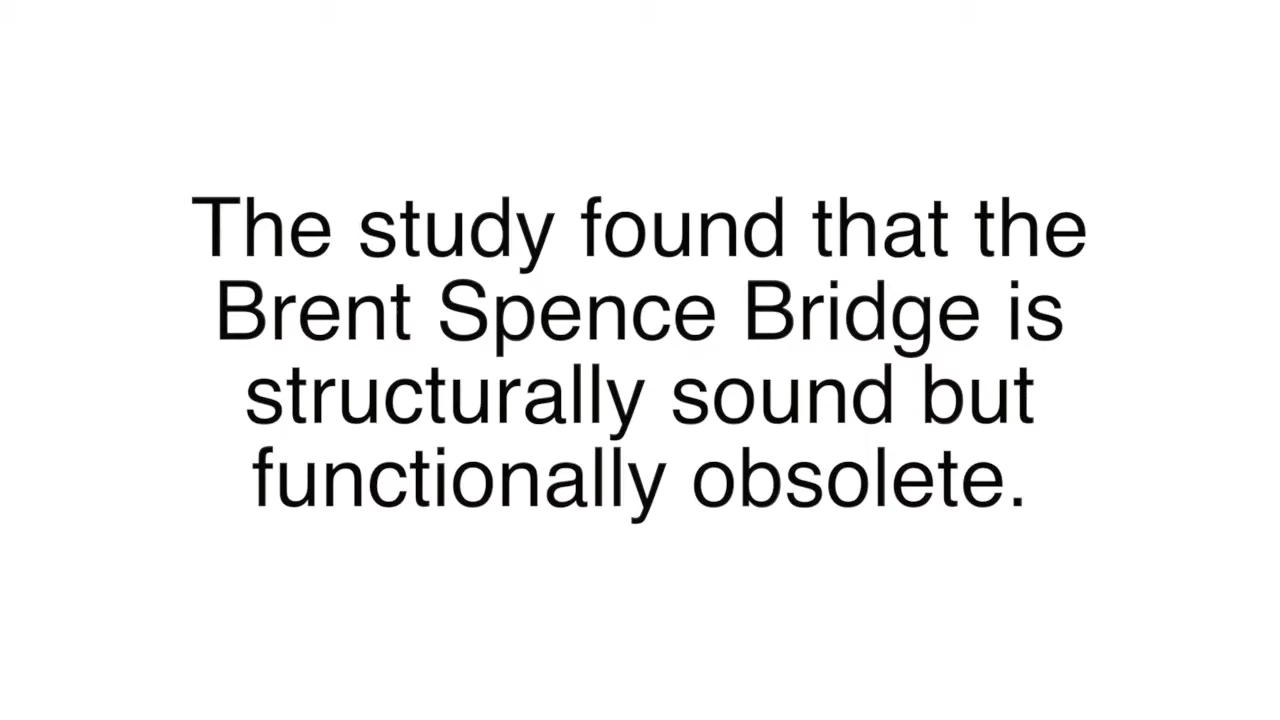 The study found that the
Brent Spence Bridge is
structurally sound but
functionally obsolete.